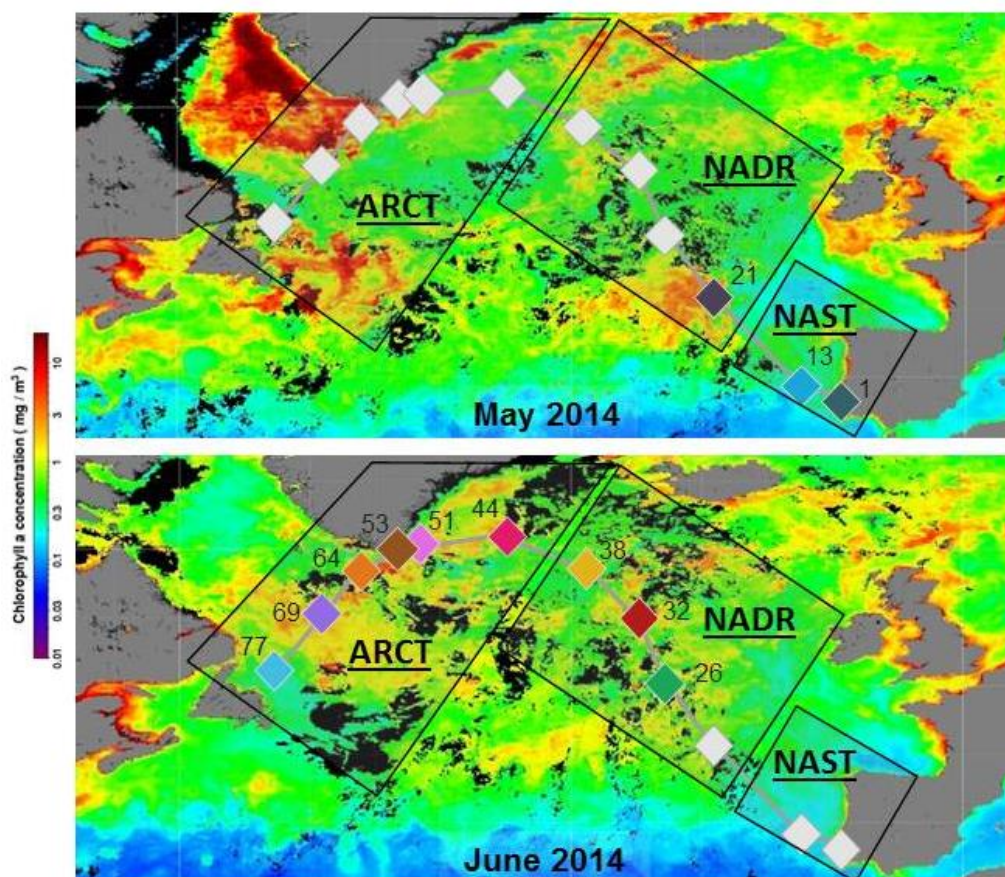 NADR
ARCT
21
NAST
13
1
May 2014
Chlorophyll a concentration ( mg / m³ )
10
3
1
0.3
0.1
0.03
0.01
44
51
53
38
64
32
69
NADR
ARCT
77
26
NAST
June 2014